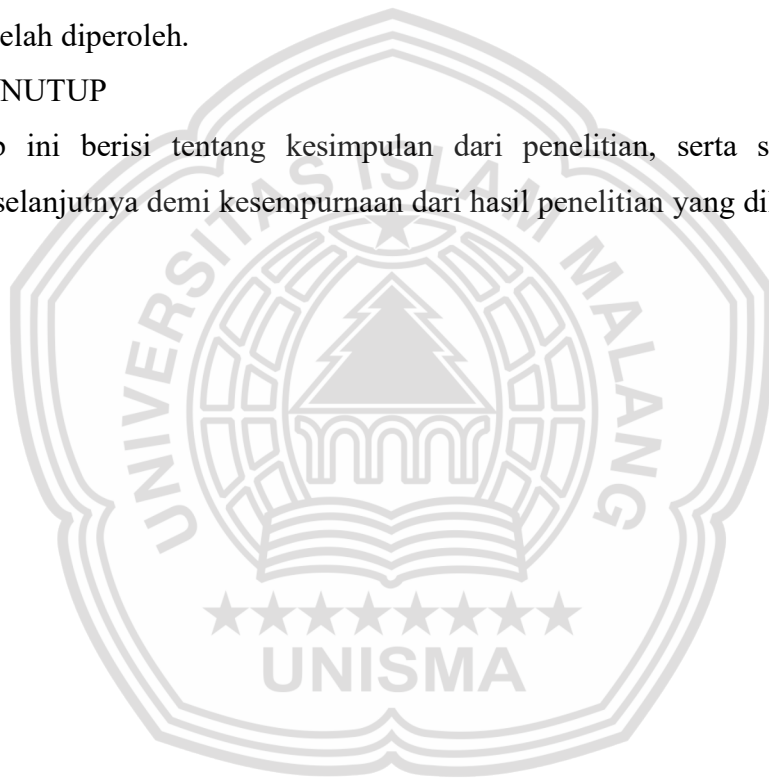 elah diperoleh.
NUTUP
ini berisi tentang kesimpulan dari penelitian, serta s
selanjutnya demi kesempurnaan dari hasil penelitian yang dil
UNIVERSITAS ISLAM MALANG
UNISMA